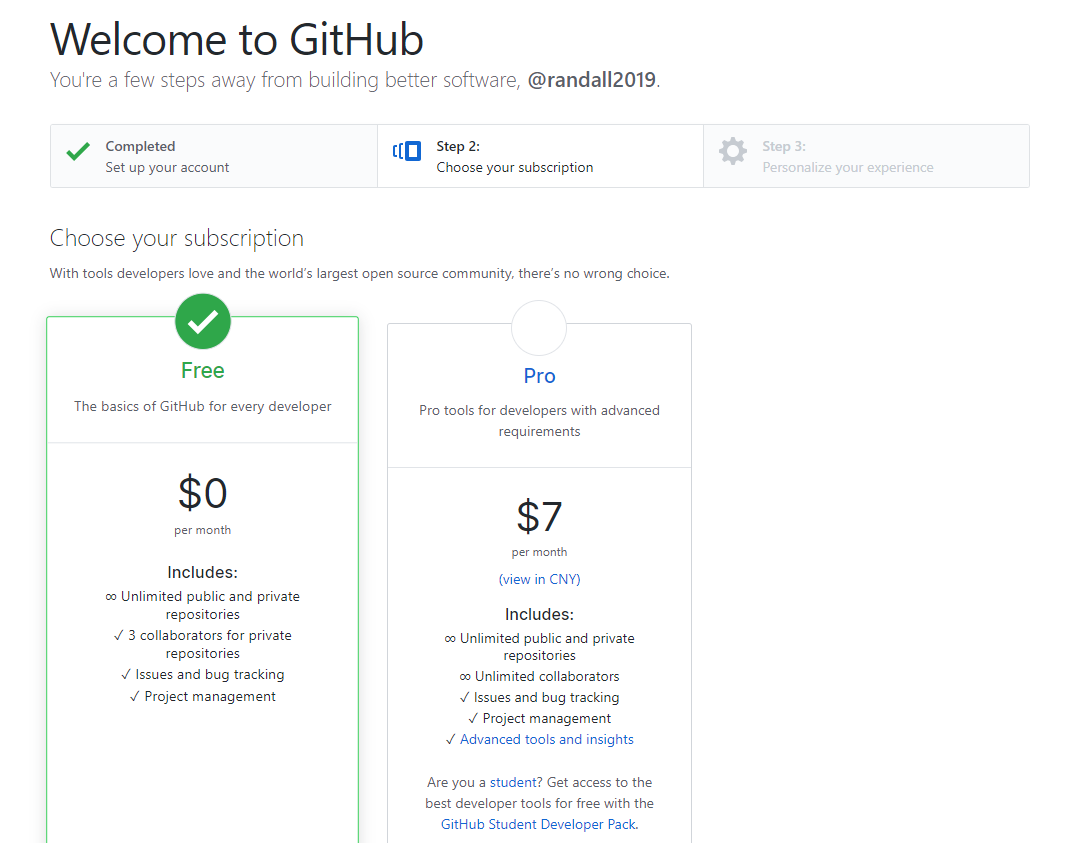 Welcome to GitHub
You're a few steps away from building better software, @randall2019.
Completed
Set up your account
Step 2:
Choose your subscription
Step 3:
Personalize your experience
Choose your subscription
With tools developers love and the world's largest open source community, there's no wrong choice.
Free
The basics of GitHub for every developer
$0
per month
Includes:
∞ Unlimited public and private
repositories
✓ 3 collaborators for private
repositories
✓ Issues and bug tracking
✓ Project management
Pro
Pro tools for developers with advanced
requirements
$7
per month
(view in CNY)
Includes:
∞ Unlimited public and private
repositories
∞ Unlimited collaborators
✓ Issues and bug tracking
✓ Project management
✓ Advanced tools and insights
Are you a student? Get access to the
best developer tools for free with the
GitHub Student Developer Pack.